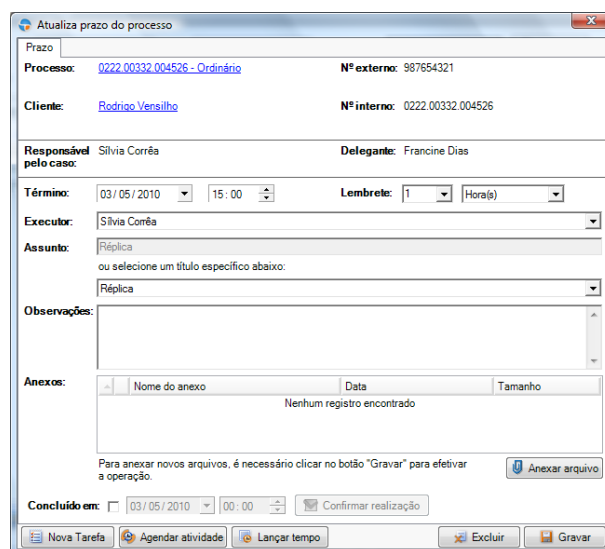 Atualiza prazo do processo
Prazo
Processo: 0222.00332.004526 - Ordinário Nº externo: 987654321
Cliente: Rodrigo Vensilho Nº interno: 0222.00332.004526
Responsável pelo caso: Sílvia Corrêa Delegante: Francine Dias
Término: 03/05/2010 15:00 Lembrete: 1 Hora(s)
Executor: Sílvia Corrêa
Assunto: Réplica
ou selecione um título específico abaixo:
Réplica
Observações:
Anexos: Nome do anexo Data Tamanho
Nenhum registro encontrado
Para anexar novos arquivos, é necessário clicar no botão "Gravar" para efetivar
a operação.
Anexar arquivo
Concluído em: 03/05/2010 00:00 Confirmar realização
Nova Tarefa Agendar atividade Lançar tempo Excluir Gravar